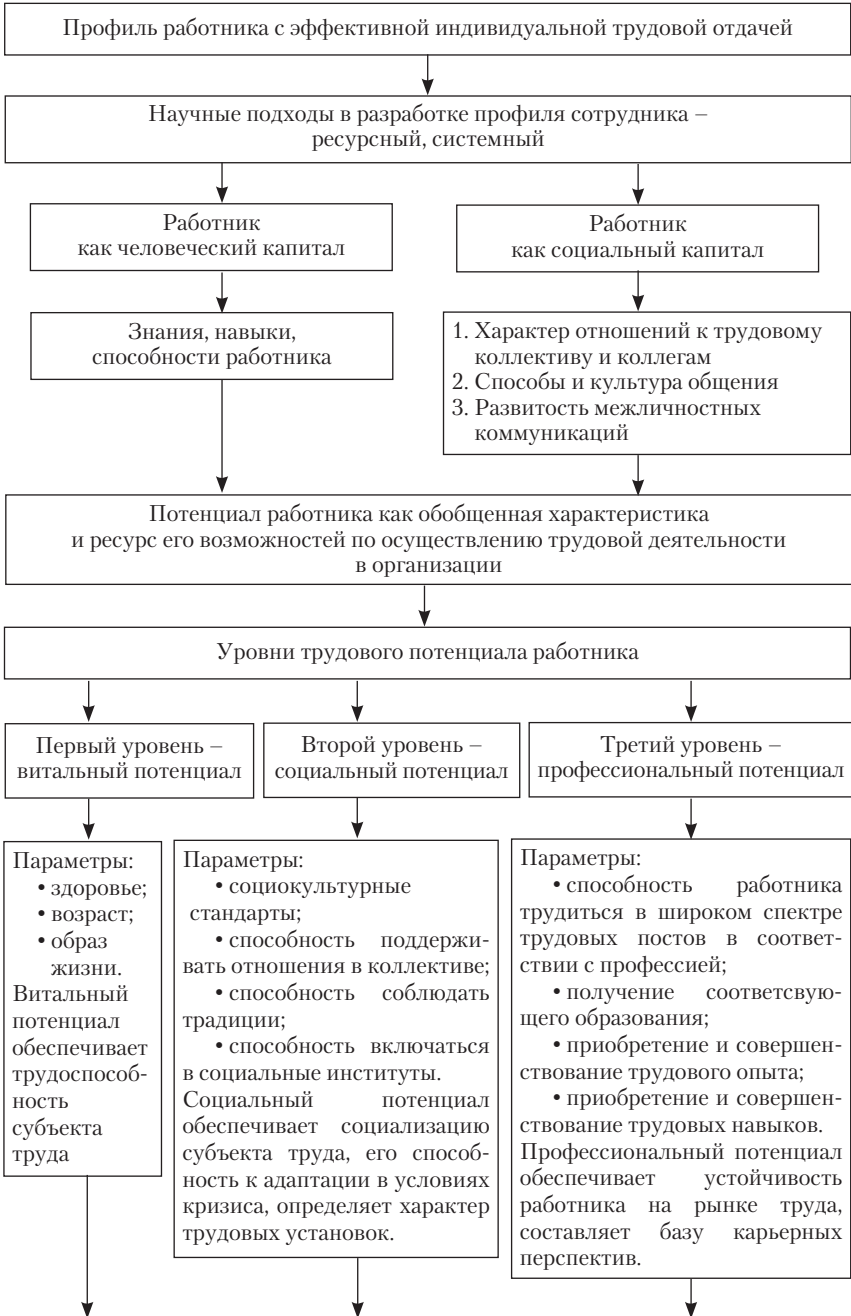 Профиль работника с эффективной индивидуальной трудовой отдачей
Научные подходы в разработке профиля сотрудника –
ресурсный, системный
Работник
как человеческий капитал
Работник
как социальный капитал
Знания, навыки,
способности работника
1. Характер отношений к трудовому
коллективу и коллегам
2. Способы и культура общения
3. Развитость межличностных
коммуникаций
Потенциал работника как обобщенная характеристика
и ресурс его возможностей по осуществлению трудовой деятельности
в организации
Уровни трудового потенциала работника
Первый уровень –
витальный потенциал
Второй уровень –
социальный потенциал
Третий уровень –
профессиональный потенциал
Параметры:
• здоровье;
• возраст;
• образ
жизни.
Витальный
потенциал
обеспечивает
трудоспособ-
ность
субъекта
труда
Параметры:
• социокультурные
стандарты;
• способность поддержи-
вать отношения в коллективе;
• способность соблюдать
традиции;
• способность включаться
в социальные институты.
Социальный потенциал
обеспечивает социализацию
субъекта труда, его способ-
ность к адаптации в условиях
кризиса, определяет характер
трудовых установок.
Параметры:
• способность работника
трудиться в широком спектре
трудовых постов в соответ-
ствии с профессией;
• получение соответсвую-
щего образования;
• приобретение и совершен-
ствование трудового опыта;
• приобретение и совершен-
ствование трудовых навыков.
Профессиональный потенциал
обеспечивает устойчивость
работника на рынке труда,
составляет базу карьерных
перспектив.